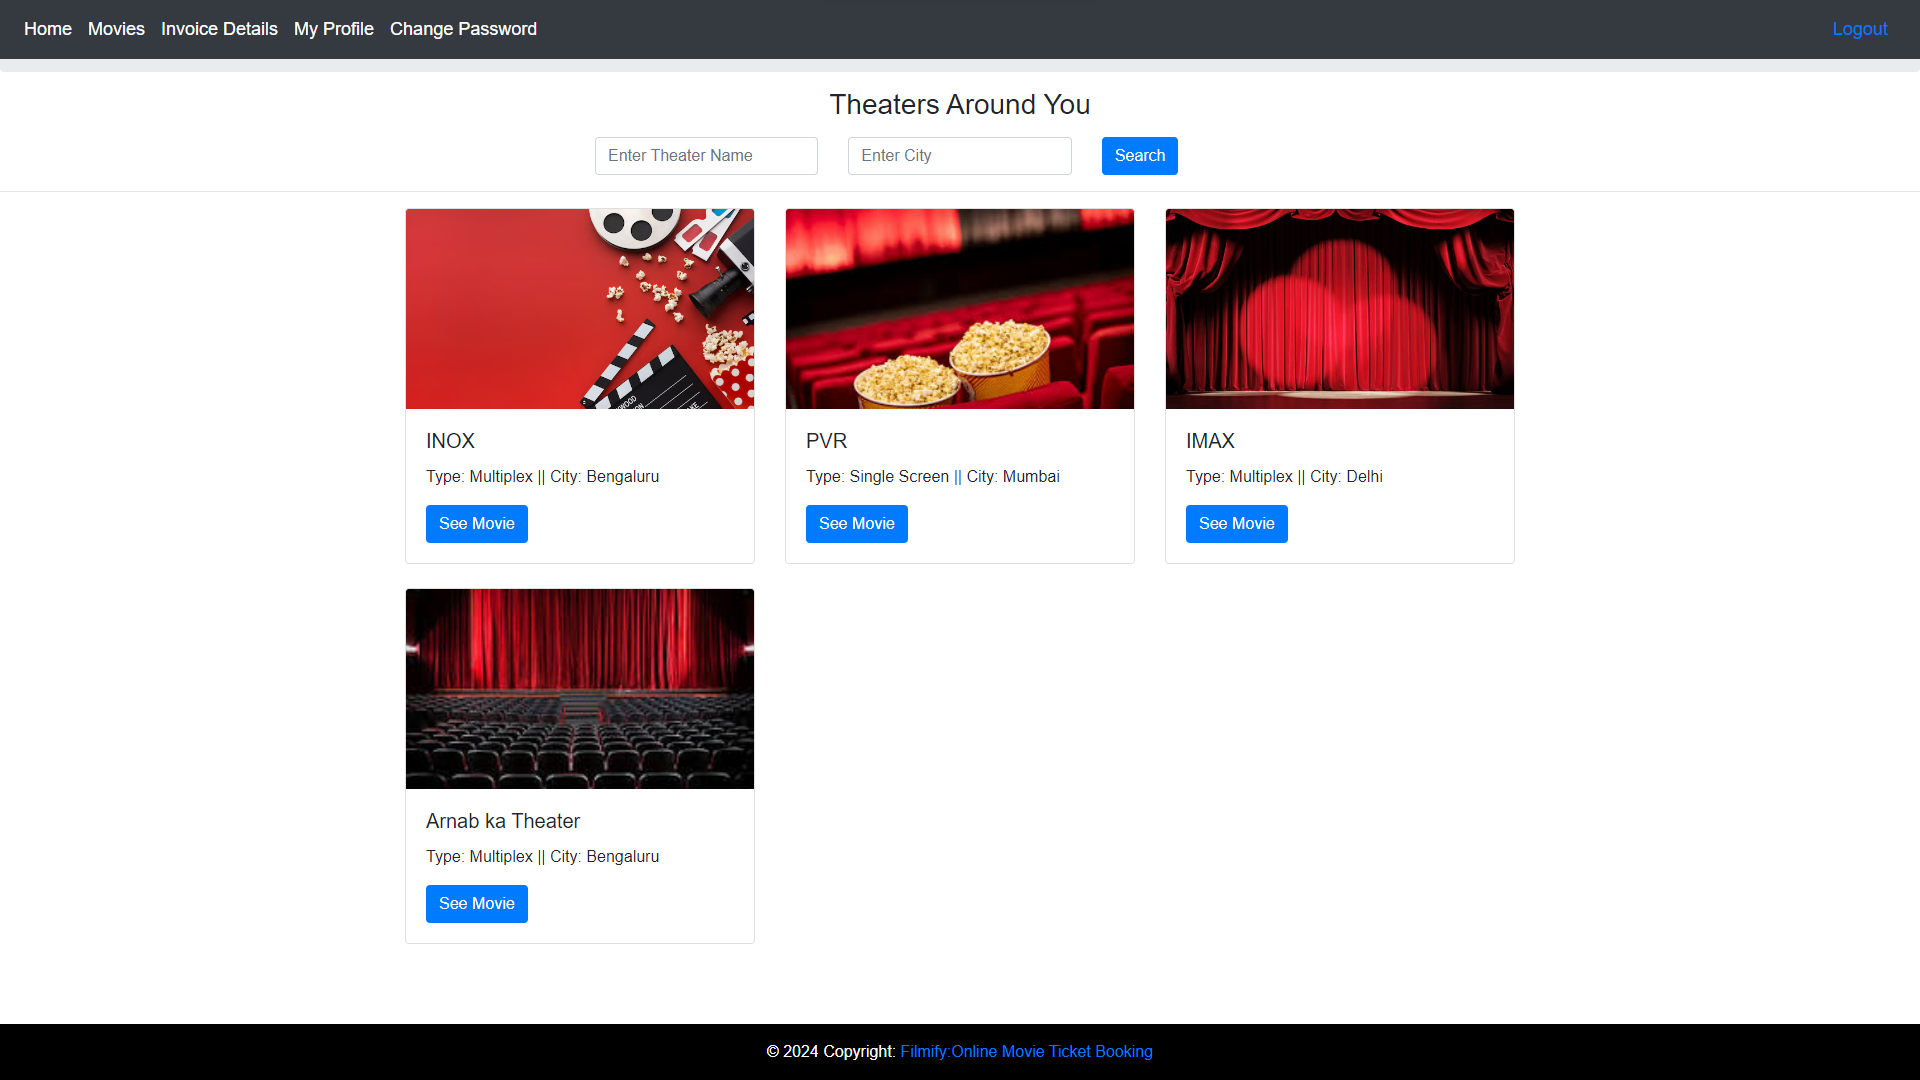 Home Movies Invoice Details My Profile Change Password Logout
Theaters Around You
Enter Theater Name Enter City Search
INOX
Type: Multiplex || City: Bengaluru
See Movie
PVR
Type: Single Screen || City: Mumbai
See Movie
IMAX
Type: Multiplex || City: Delhi
See Movie
Arnab ka Theater
Type: Multiplex || City: Bengaluru
See Movie
© 2024 Copyright: Filmify:Online Movie Ticket Booking